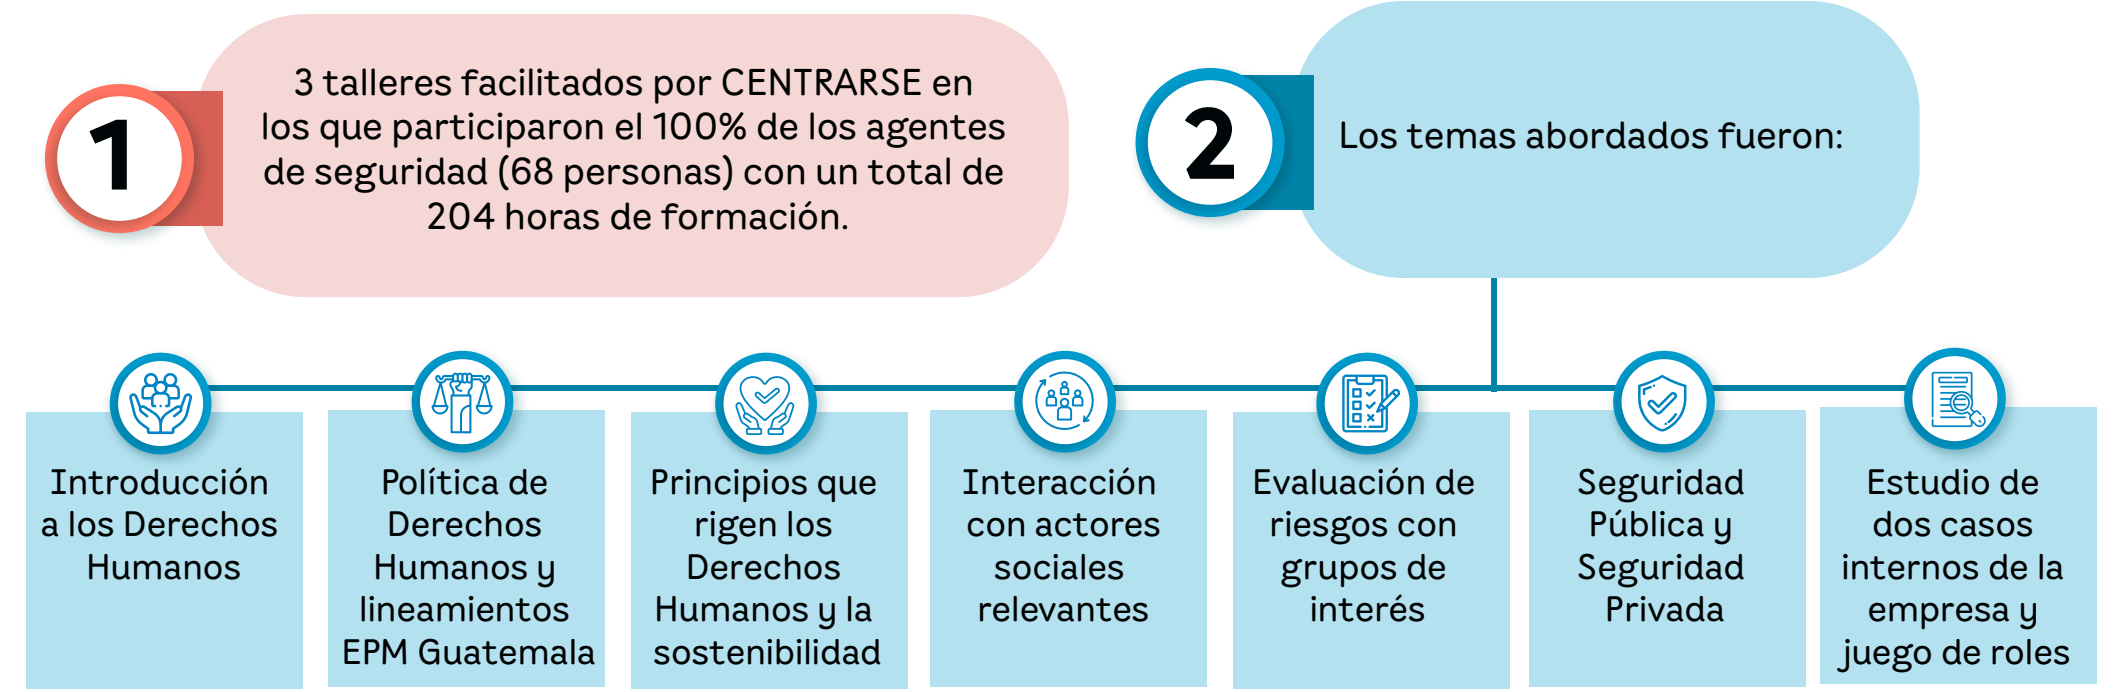 1
3 talleres facilitados por CENTRARSE en
los que participaron el 100% de los agentes
de seguridad (68 personas) con un total de
204 horas de formación.
2
Los temas abordados fueron:
Introducción
a los Derechos
Humanos
Política de
Derechos
Humanos y
lineamientos
EPM Guatemala
Principios que
rigen los
Derechos
Humanos y la
sostenibilidad
Interacción
con actores
sociales
relevantes
Evaluación de
riesgos con
grupos de
interés
Seguridad
Pública y
Seguridad
Privada
Estudio de
dos casos
internos de la
empresa y
juego de roles